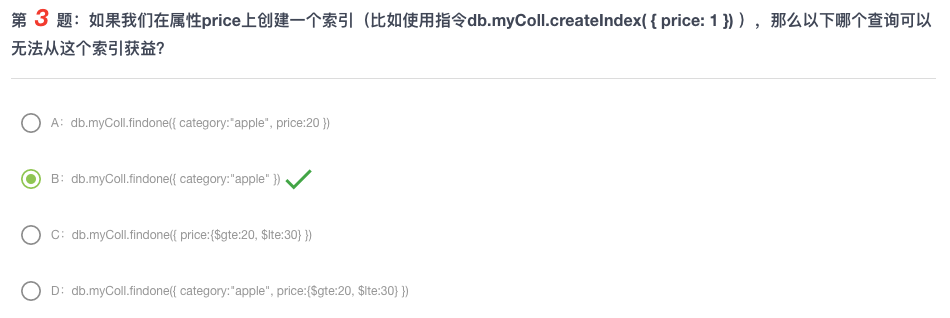 第 3 题：如果我们在属性price上创建一个索引（比如使用指令db.myColl.createIndex( { price: 1 }) ），那么以下哪个查询可以
无法从这个索引获益?
A：db.myColl.findone({ category:"apple", price:20 })
B：db.myColl.findone({ category:"apple" })
C：db.myColl.findone({ price:{$gte:20, $lte:30} })
D：db.myColl.findone({ category:"apple", price:{$gte:20, $lte:30} })